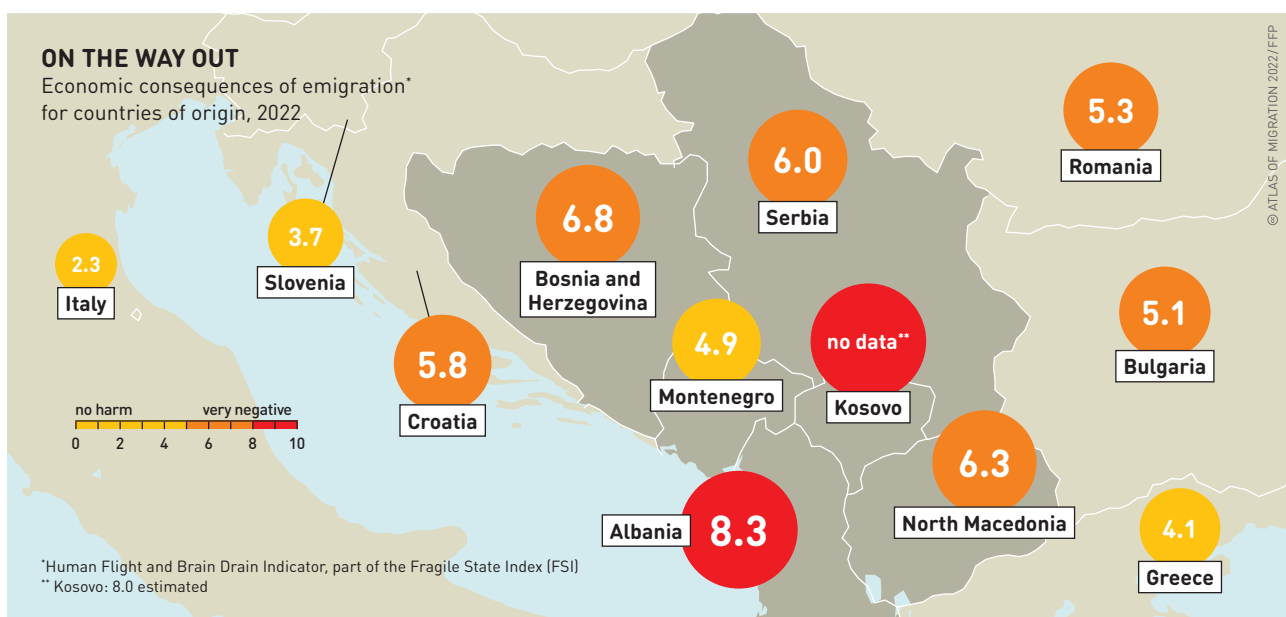 ON THE WAY OUT
Economic consequences of emigration*
for countries of origin, 2022
© ATLAS OF MIGRATION 2022/FFP
5.3
Romania
6.0
Serbia
6.8
Bosnia and
Herzegovina
3.7
Slovenia
2.3
Italy
5.8
Croatia
4.9
Montenegro
no data**
Kosovo
5.1
Bulgaria
no harm very negative
0 2 4 6 8 10
6.3
North Macedonia
Albania
8.3
4.1
Greece
*Human Flight and Brain Drain Indicator, part of the Fragile State Index (FSI)
** Kosovo: 8.0 estimated